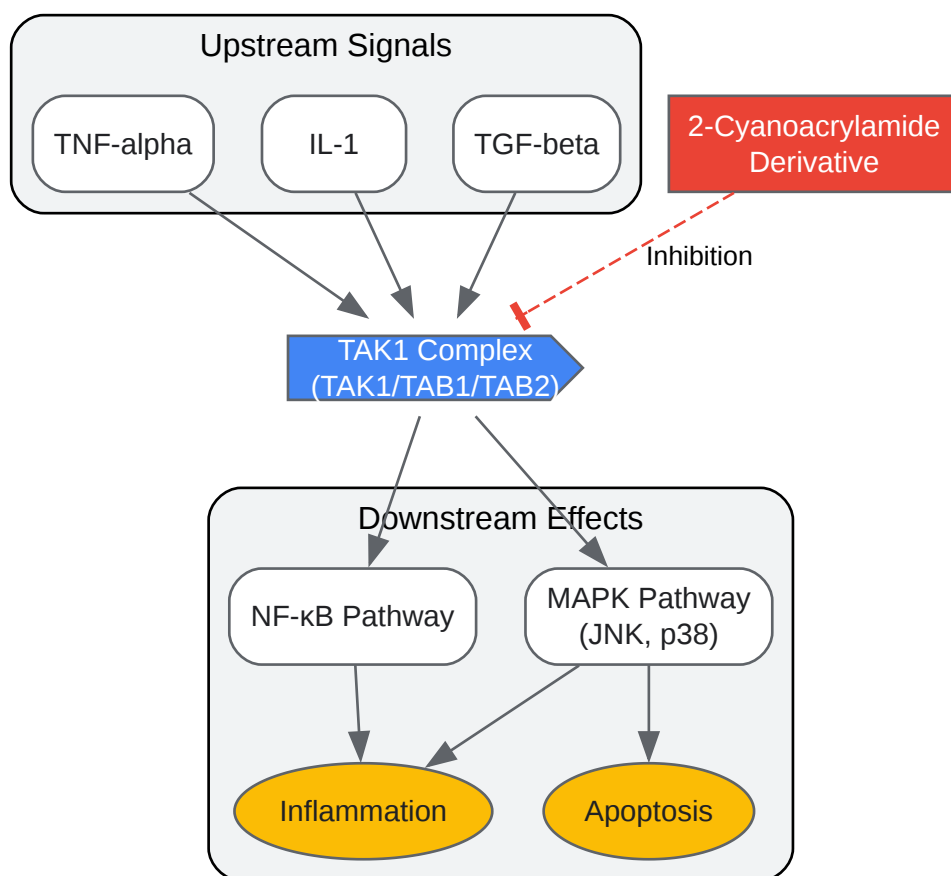 Upstream Signals
TNF-alpha
IL-1
TGF-beta
2-Cyanoacrylamide
Derivative
Inhibition
TAK1 Complex
(TAK1/TAB1/TAB2)
Downstream Effects
NF-κB Pathway
MAPK Pathway
(JNK, p38)
Inflammation
Apoptosis